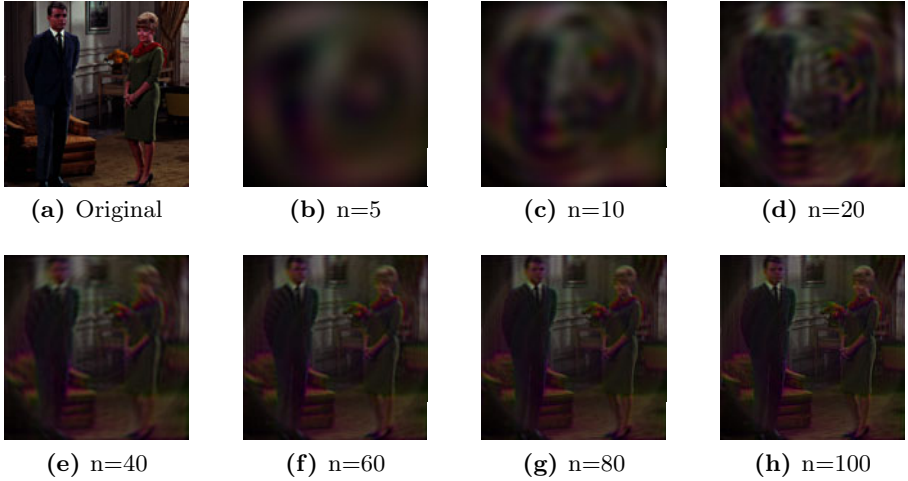 (a) Original
(b) n=5
(c) n=10
(d) n=20
(e) n=40
(f) n=60
(g) n=80
(h) n=100